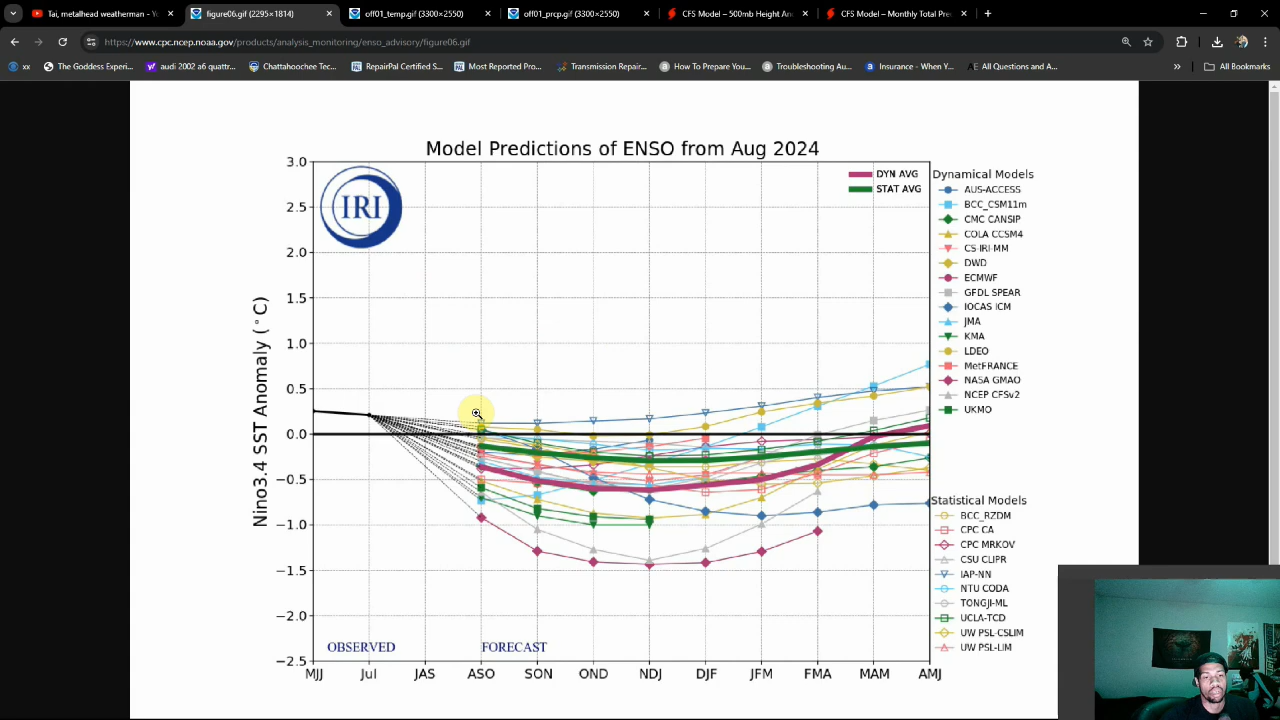 Tai, metalhead weatherman - Yo
figure06.gif (2295×1814)
off01_temp.gif (3300×2550)
off01_prcp.gif (3300×2550)
CFS Model – 500mb Height An
CFS Model – Monthly Total Pre
https://www.cpc.ncep.noaa.gov/products/analysis_monitoring/enso_advisory/figure06.gif
xx
The Goddess Experi...
audi 2002 a6 quattr...
Chattahoochee Tec...
RepairPal Certified S...
Most Reported Pro...
Transmission Repair...
How To Prepare You...
Troubleshooting Au...
Insurance - When Y...
All Questions and A...
All Bookmarks
Model Predictions of ENSO from Aug 2024
IRI
DYN AVG
STAT AVG
Nino3.4 SST Anomaly (°C)
3.0
2.5
2.0
1.5
1.0
0.5
0.0
−0.5
−1.0
−1.5
−2.0
−2.5
OBSERVED
FORECAST
MJJ
Jul
JAS
ASO
SON
OND
NDJ
DJF
JFM
FMA
MAM
AMJ
Dynamical Models
AUS-ACCESS
BCC_CSM11m
CMC CANSIP
COLA CCSM4
CS-IRI-MM
DWD
ECMWF
GFDL SPEAR
IOCAS ICM
JMA
KMA
LDEO
MetFRANCE
NASA GMAO
NCEP CFSv2
UKMO
Statistical Models
BCC_RZDM
CPC CA
CPC MRKOV
CSU CLIPR
IAP-NN
NTU CODA
TONGJI-ML
UCLA-TCD
UW PSL-CSLIM
UW PSL-LIM